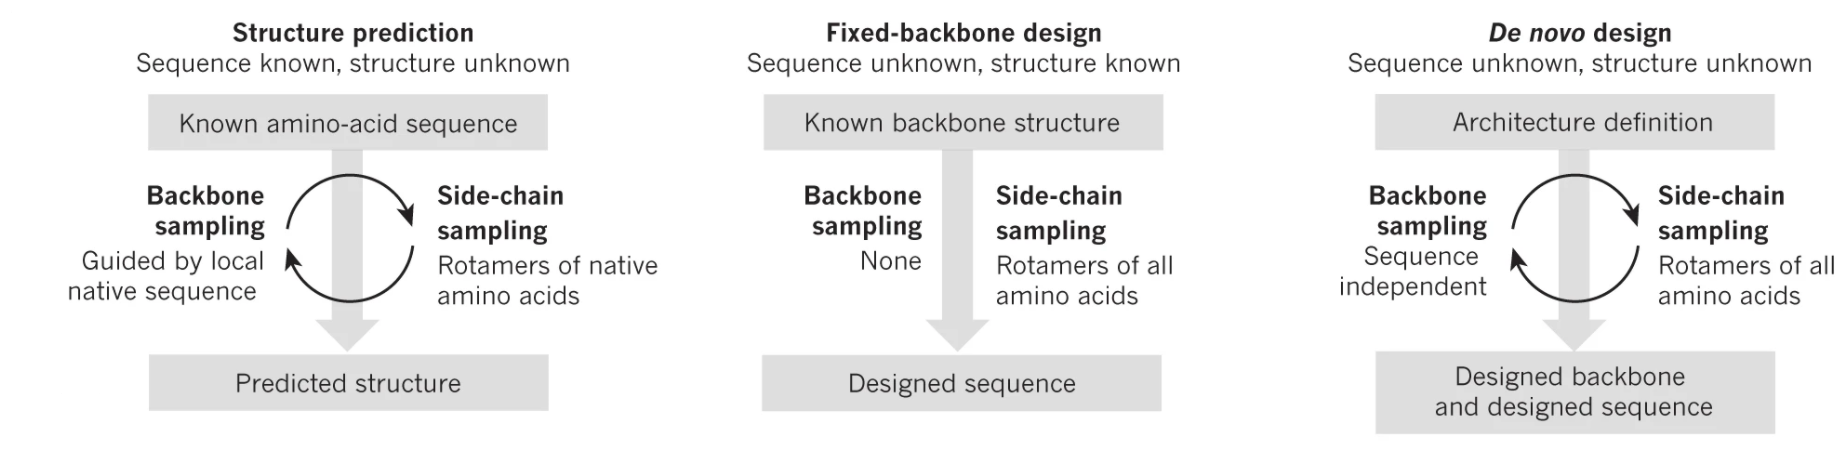 Structure prediction
Sequence known, structure unknown
Known amino-acid sequence
Backbone
sampling
Guided by local
native sequence
Side-chain
sampling
Rotamers of native
amino acids
Predicted structure
Fixed-backbone design
Sequence unknown, structure known
Known backbone structure
Backbone
sampling
None
Side-chain
sampling
Rotamers of all
amino acids
Designed sequence
De novo design
Sequence unknown, structure unknown
Architecture definition
Backbone
sampling
Sequence
independent
Side-chain
sampling
Rotamers of all
amino acids
Designed backbone
and designed sequence